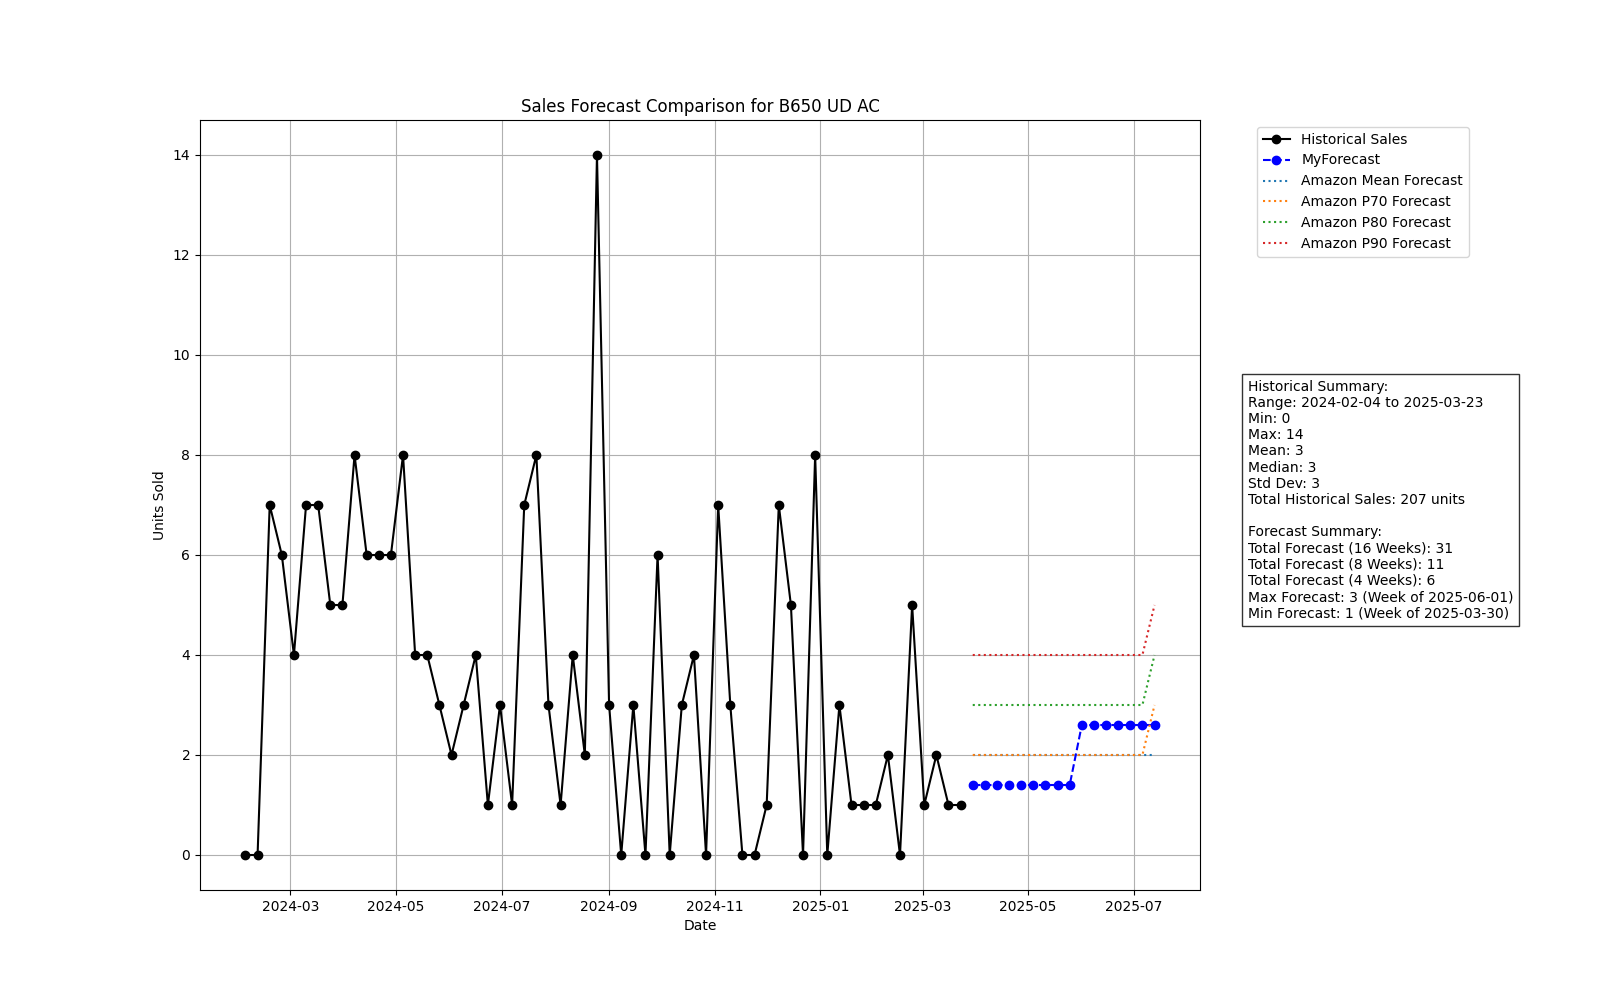 Sales Forecast Comparison for B650 UD AC
14
12
10
8
6
4
2
0
Units Sold
2024-03 2024-05 2024-07 2024-09 2024-11 2025-01 2025-03 2025-05 2025-07
Date
Historical Sales
MyForecast
Amazon Mean Forecast
Amazon P70 Forecast
Amazon P80 Forecast
Amazon P90 Forecast
Historical Summary:
Range: 2024-02-04 to 2025-03-23
Min: 0
Max: 14
Mean: 3
Median: 3
Std Dev: 3
Total Historical Sales: 207 units
Forecast Summary:
Total Forecast (16 Weeks): 31
Total Forecast (8 Weeks): 11
Total Forecast (4 Weeks): 6
Max Forecast: 3 (Week of 2025-06-01)
Min Forecast: 1 (Week of 2025-03-30)